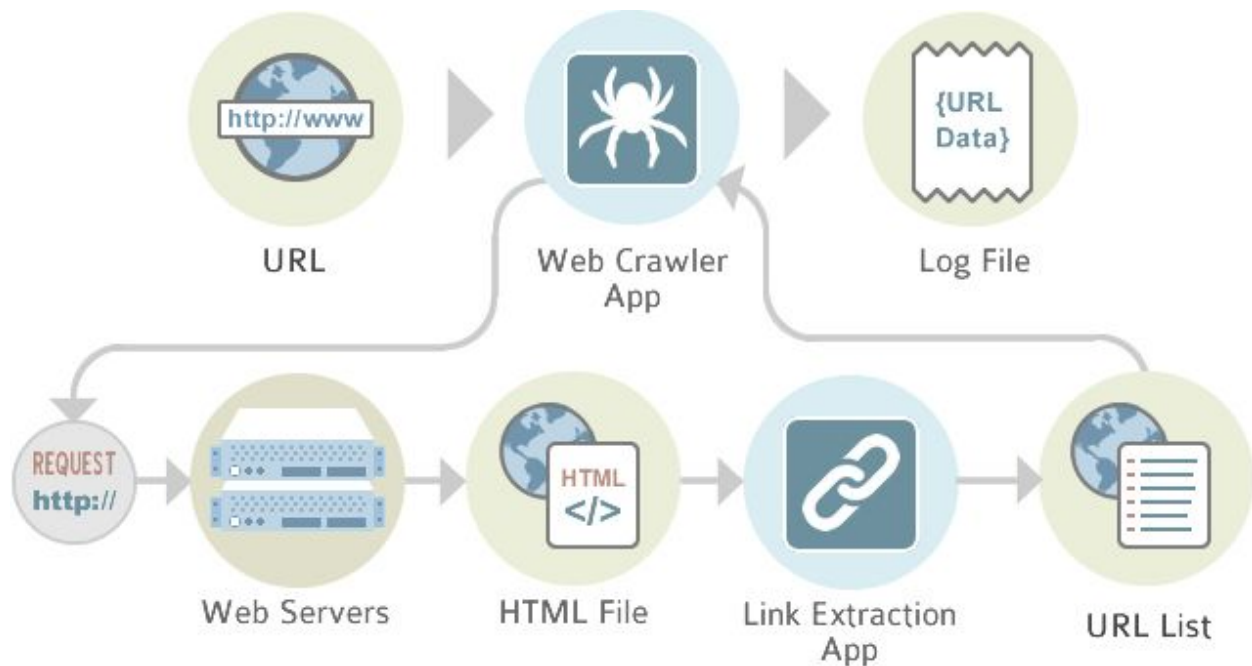 http://www
{URL
Data}
URL
Web Crawler
App
Log File
REQUEST
http://
HTML
</>
Web Servers
HTML File
Link Extraction
App
URL List